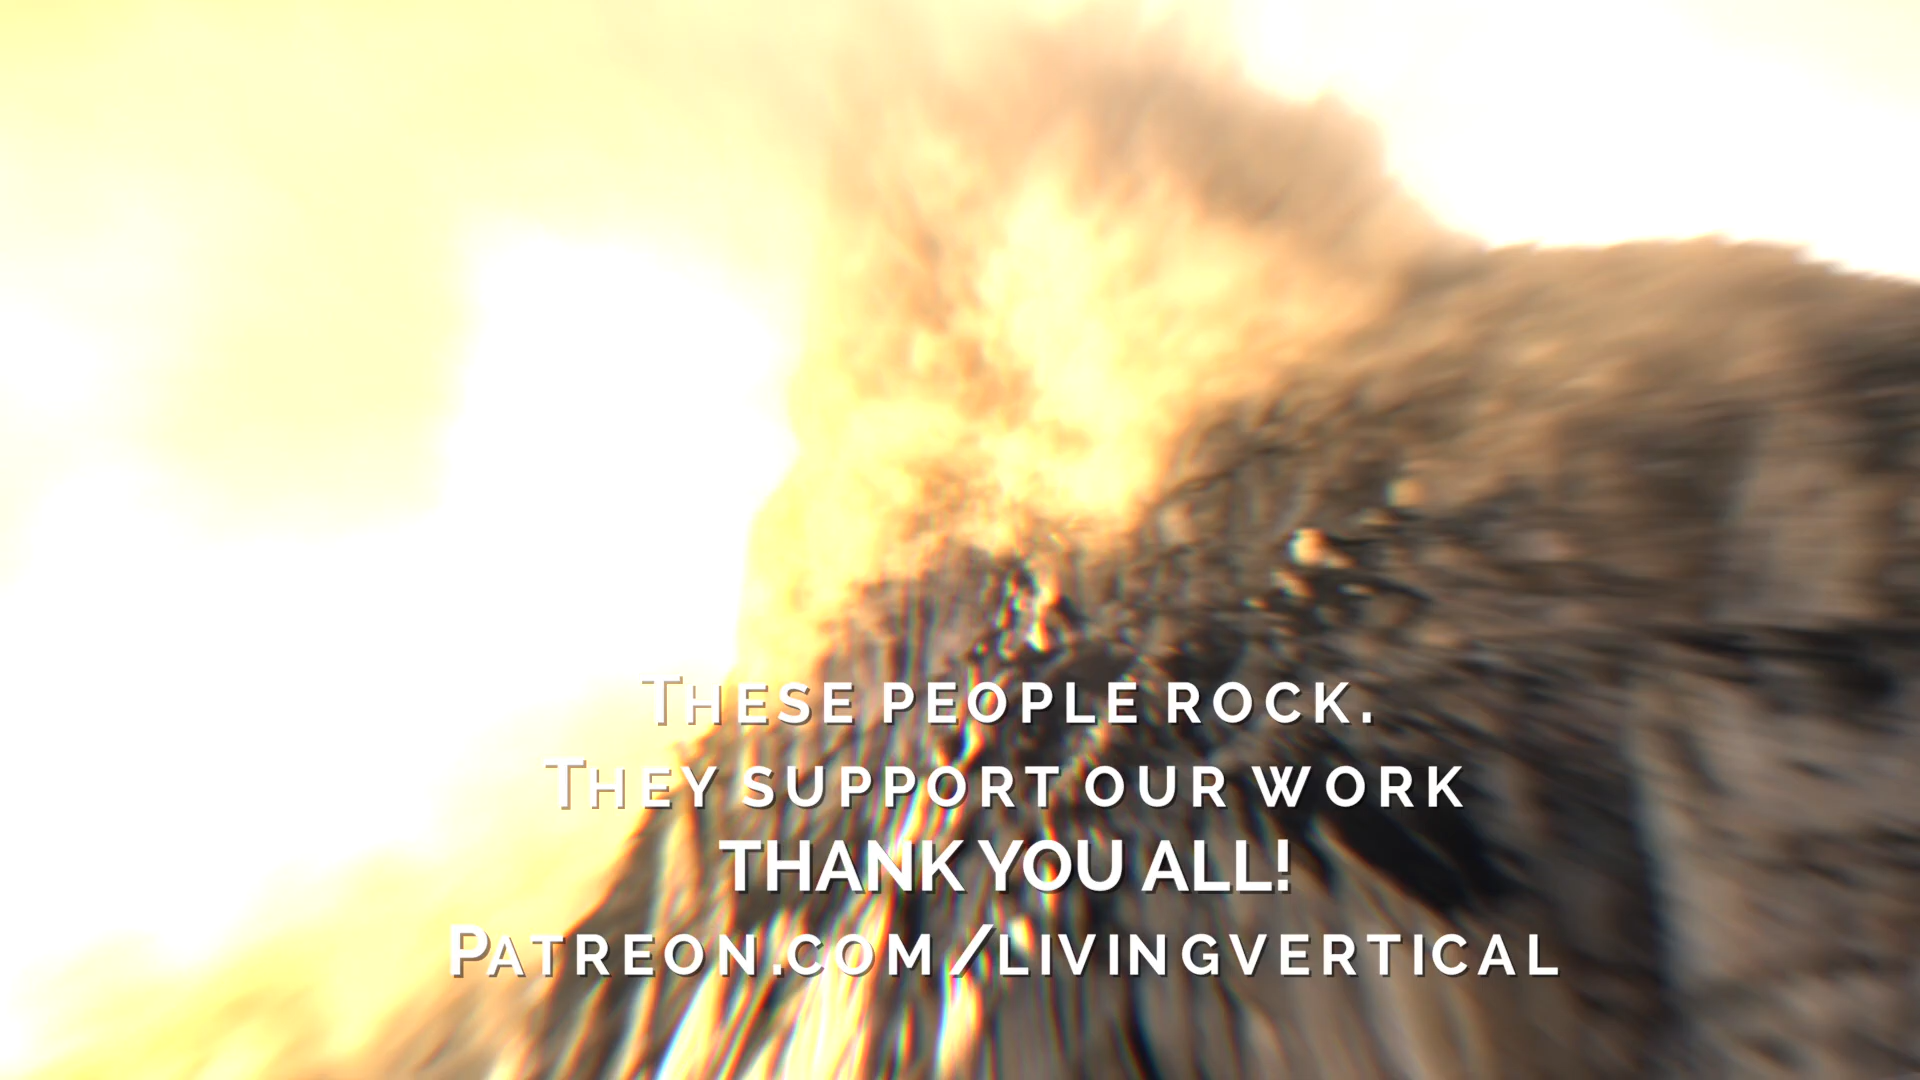 These people rock.
They support our work
THANK YOU ALL!
Patreon.com/livingvertical